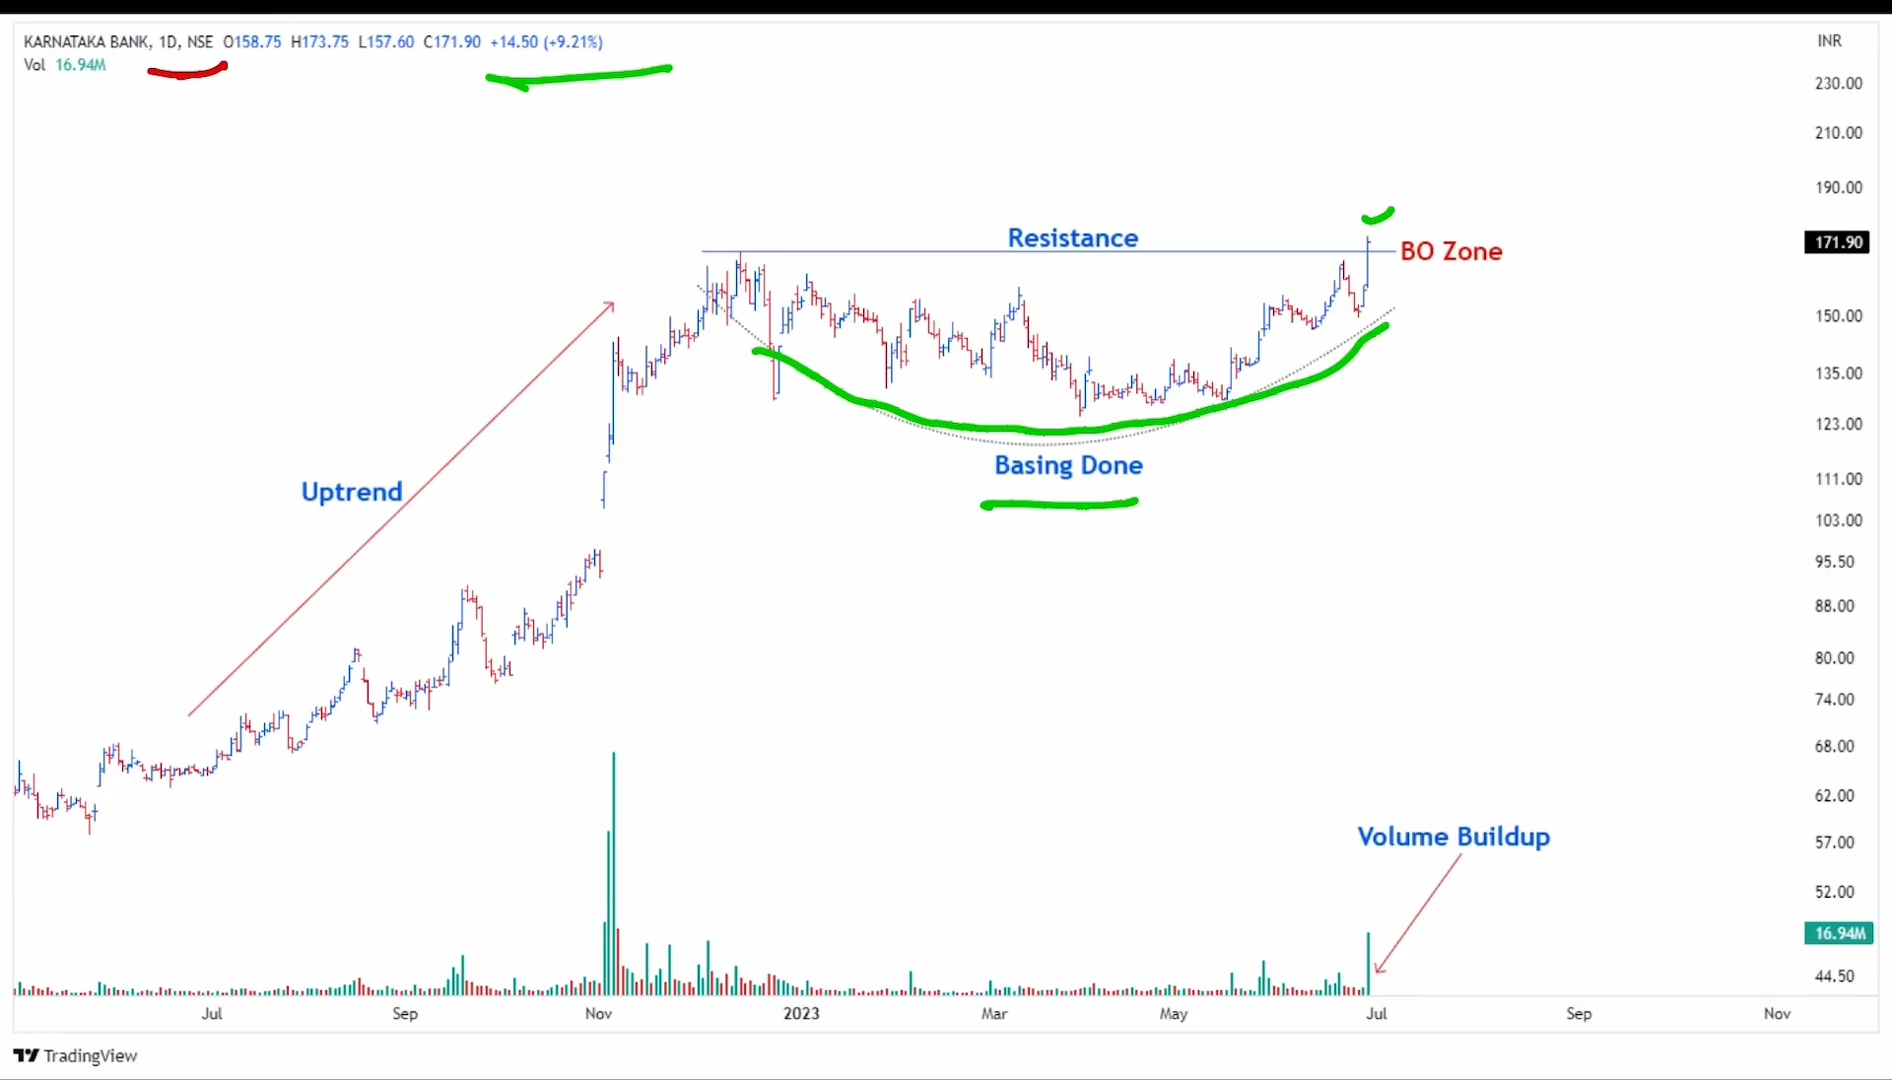 KARNATAKA BANK, 1D, NSE O158.75 H173.75 L157.60 C171.90 +14.50 (+9.21%)
Vol 16.94M
INR
230.00
210.00
190.00
Resistance
171.90
BO Zone
150.00
135.00
123.00
Basing Done
111.00
Uptrend
103.00
95.50
88.00
80.00
74.00
68.00
62.00
Volume Buildup
57.00
52.00
16.94M
44.50
Jul Sep Nov 2023 Mar May Jul Sep Nov
TradingView